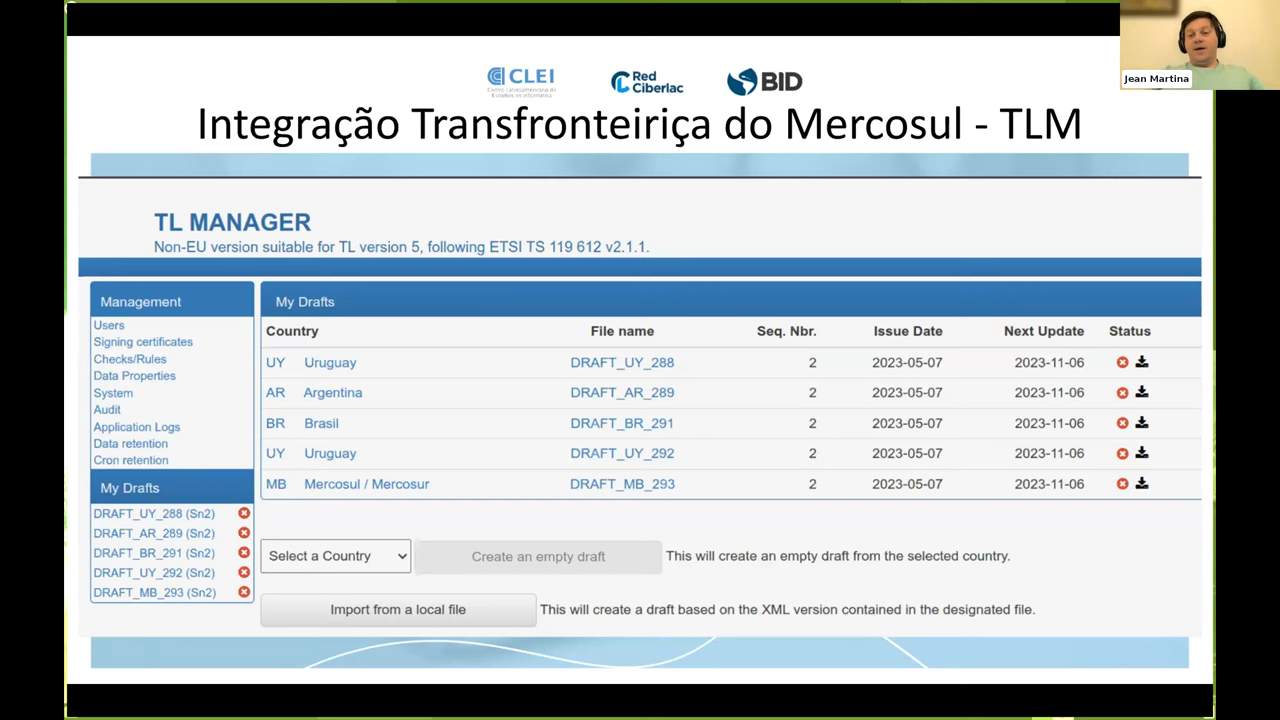 Jean Martina
CLEI
Centro Latinoamericano de
Estudios en Informática
Red
Ciberlac
BID
Integração Transfronteiriça do Mercosul - TLM
TL MANAGER
Non-EU version suitable for TL version 5, following ETSI TS 119 612 v2.1.1.
Management
Users
Signing certificates
Checks/Rules
Data Properties
System
Audit
Application Logs
Data retention
Cron retention
My Drafts
DRAFT_UY_288 (Sn2)
DRAFT_AR_289 (Sn2)
DRAFT_BR_291 (Sn2)
DRAFT_UY_292 (Sn2)
DRAFT_MB_293 (Sn2)
My Drafts
Country File name Seq. Nbr. Issue Date Next Update Status
UY Uruguay DRAFT_UY_288 2 2023-05-07 2023-11-06
AR Argentina DRAFT_AR_289 2 2023-05-07 2023-11-06
BR Brasil DRAFT_BR_291 2 2023-05-07 2023-11-06
UY Uruguay DRAFT_UY_292 2 2023-05-07 2023-11-06
MB Mercosul / Mercosur DRAFT_MB_293 2 2023-05-07 2023-11-06
Select a Country Create an empty draft This will create an empty draft from the selected country.
Import from a local file This will create a draft based on the XML version contained in the designated file.